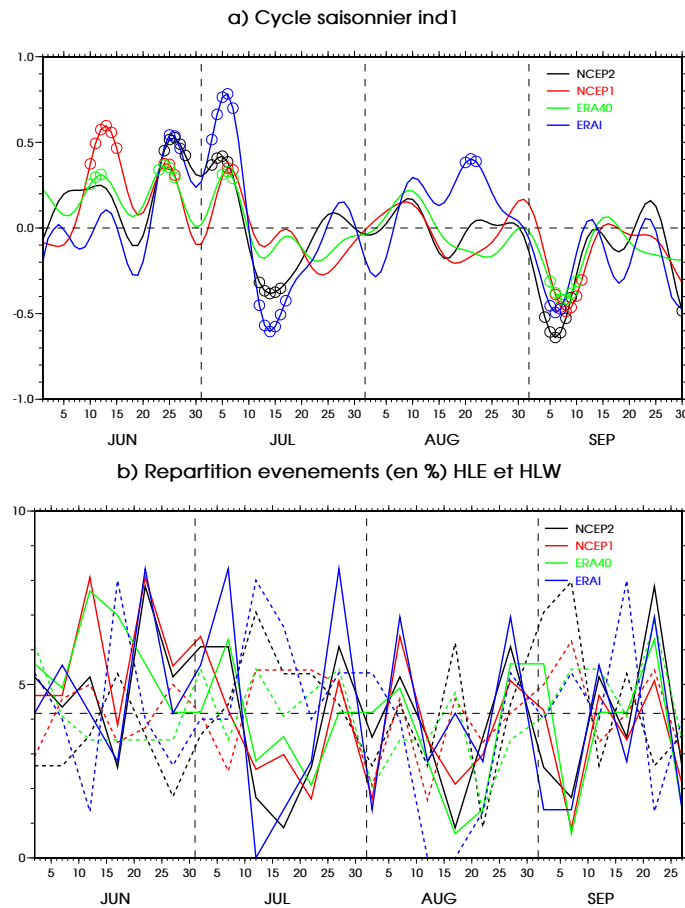 a) Cycle saisonnier ind1
1.0
0.5
0.0
-0.5
-1.0
NCEP2
NCEP1
ERA40
ERAI
5 10 15 20 25 30 5 10 15 20 25 30 5 10 15 20 25 30 5 10 15 20 25 30
JUN JUL AUG SEP
b) Repartition evenements (en %) HLE et HLW
10
8
5
2
0
NCEP2
NCEP1
ERA40
ERAI
5 10 15 20 25 30 5 10 15 20 25 30 5 10 15 20 25 30 5 10 15 20 25
JUN JUL AUG SEP